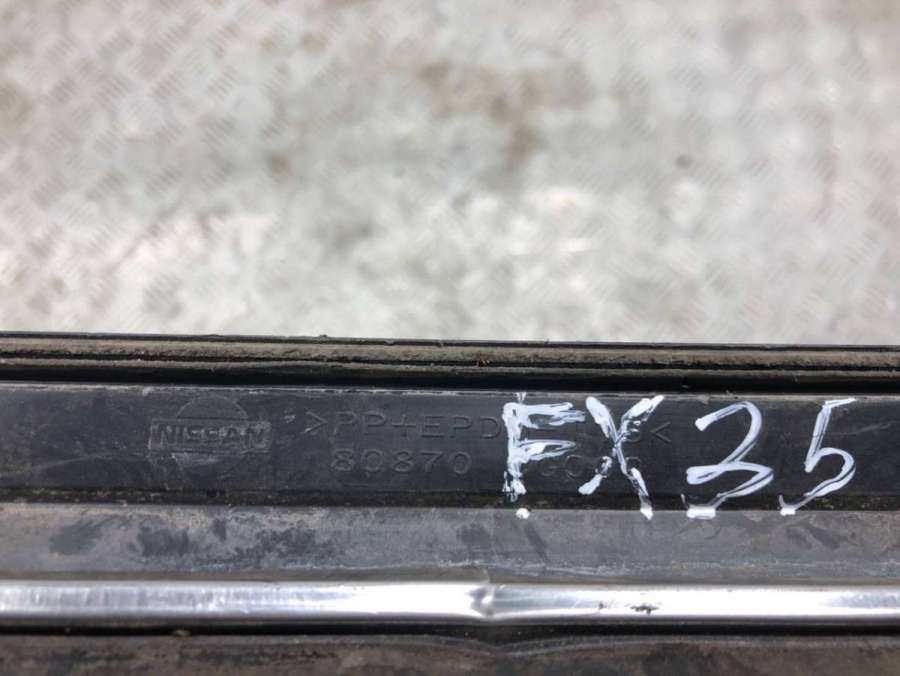 NISSAN
>PP+EPD
80870
FX35